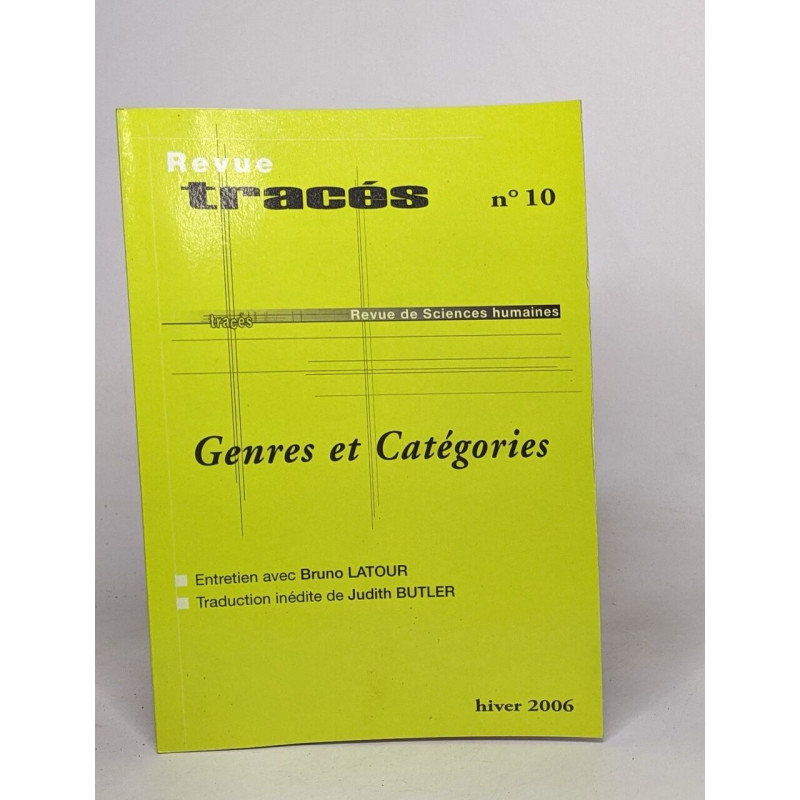 Revue
tracés
n° 10
tracés
Revue de Sciences humaines
Genres et Catégories
Entretien avec Bruno LATOUR
Traduction inédite de Judith BUTLER
hiver 2006